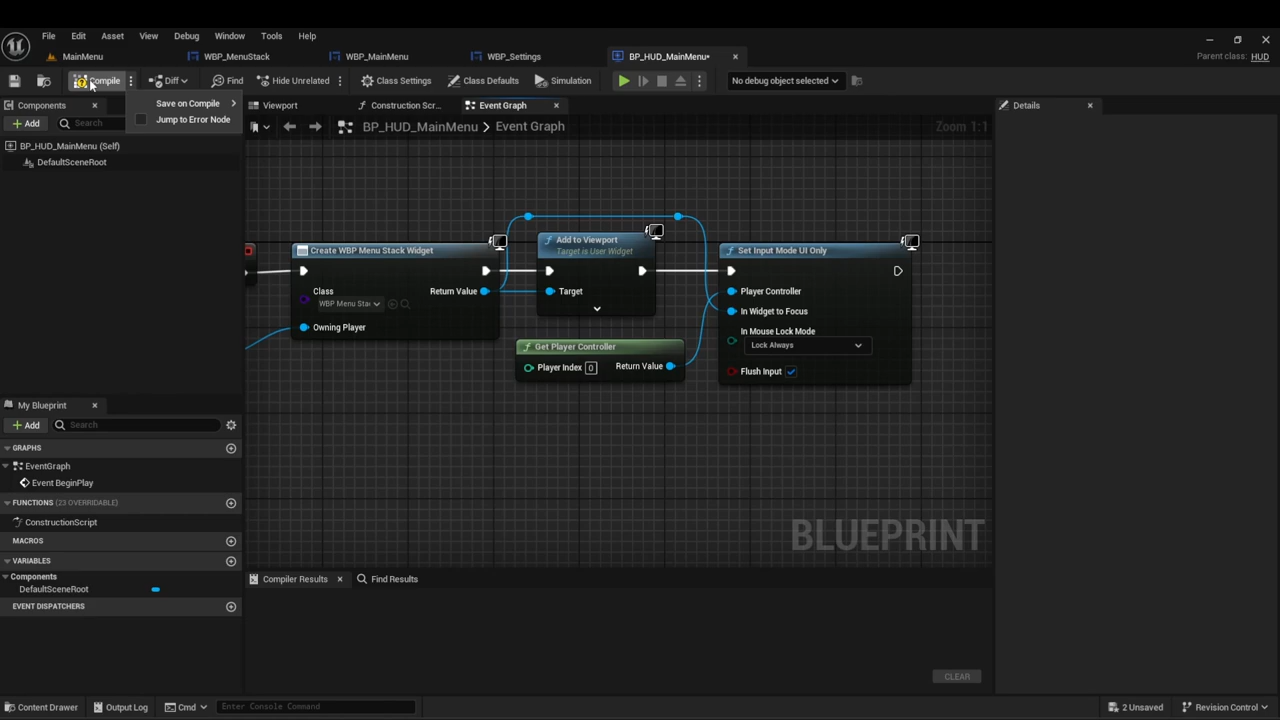 File Edit Asset View Debug Window Tools Help
MainMenu WBP_MenuStack WBP_MainMenu WBP_Settings BP_HUD_MainMenu•
Parent class: HUD
Compile Diff Find Hide Unrelated Class Settings Class Defaults Simulation No debug object selected
Components
Save on Compile
Jump to Error Node
Viewport Construction Scr... Event Graph Details
Add Search
BP_HUD_MainMenu > Event Graph
Zoom 1:1
BP_HUD_MainMenu (Self)
DefaultSceneRoot
Create WBP Menu Stack Widget
Class
WBP Menu Sta
Return Value
Owning Player
Add to Viewport
Target is User Widget
Target
Get Player Controller
Player Index 0
Return Value
Set Input Mode UI Only
Player Controller
In Widget to Focus
In Mouse Lock Mode
Lock Always
Flush Input
BLUEPRINT
My Blueprint
Add Search
GRAPHS
EventGraph
Event BeginPlay
FUNCTIONS (23 OVERRIDABLE)
ConstructionScript
MACROS
VARIABLES
Components
DefaultSceneRoot
EVENT DISPATCHERS
Compiler Results Find Results
CLEAR
Content Drawer Output Log Cmd Enter Console Command 2 Unsaved Revision Control